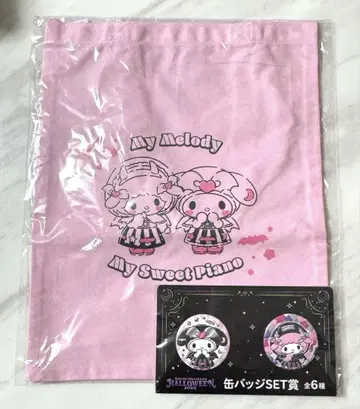 My Melody
My Sweet Piano
HALLOWEEN
缶バッジSET賞 全6種